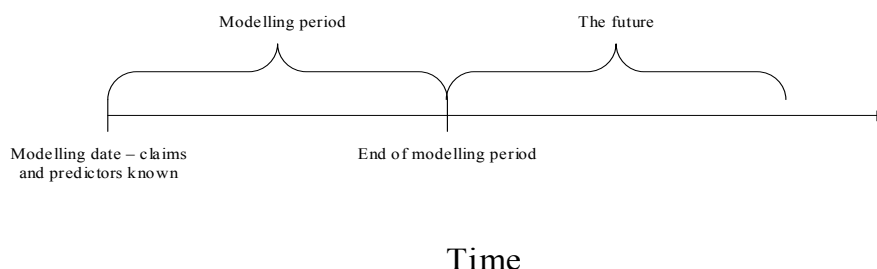 Modelling period
The future
Modelling date – claims
and predictors known
End of modelling period
Time